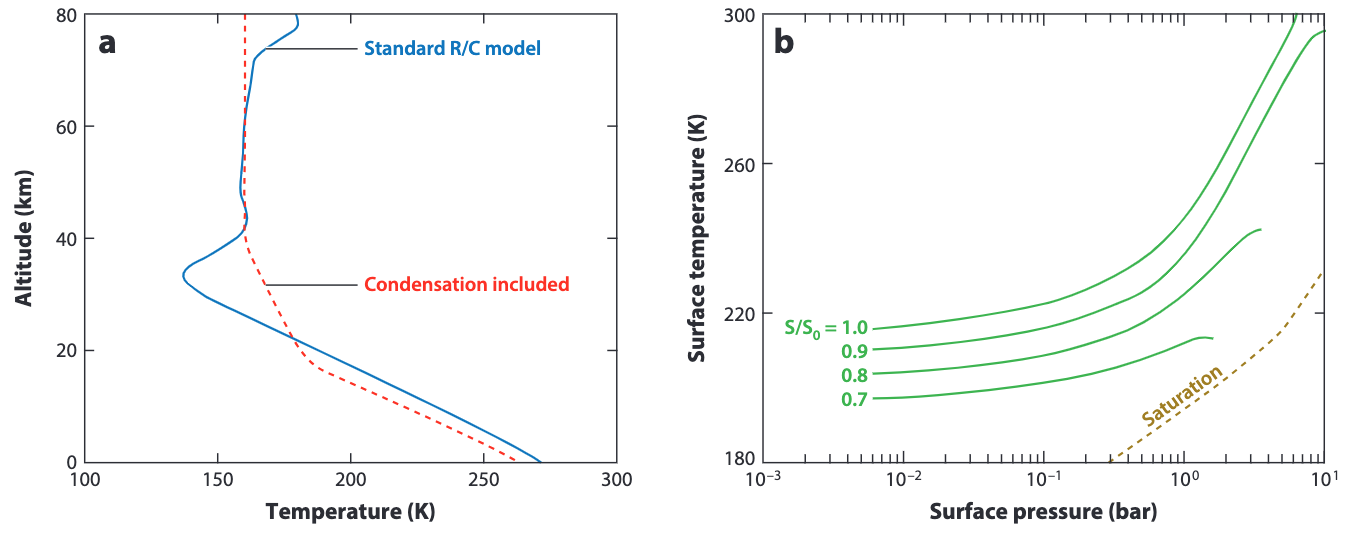 a
Standard R/C model
Condensation included
80
60
40
20
0
100
150
200
250
300
Altitude (km)
Temperature (K)
b
300
260
220
180
S/S₀ = 1.0
0.9
0.8
0.7
Saturation
10⁻³
10⁻²
10⁻¹
10⁰
10¹
Surface temperature (K)
Surface pressure (bar)